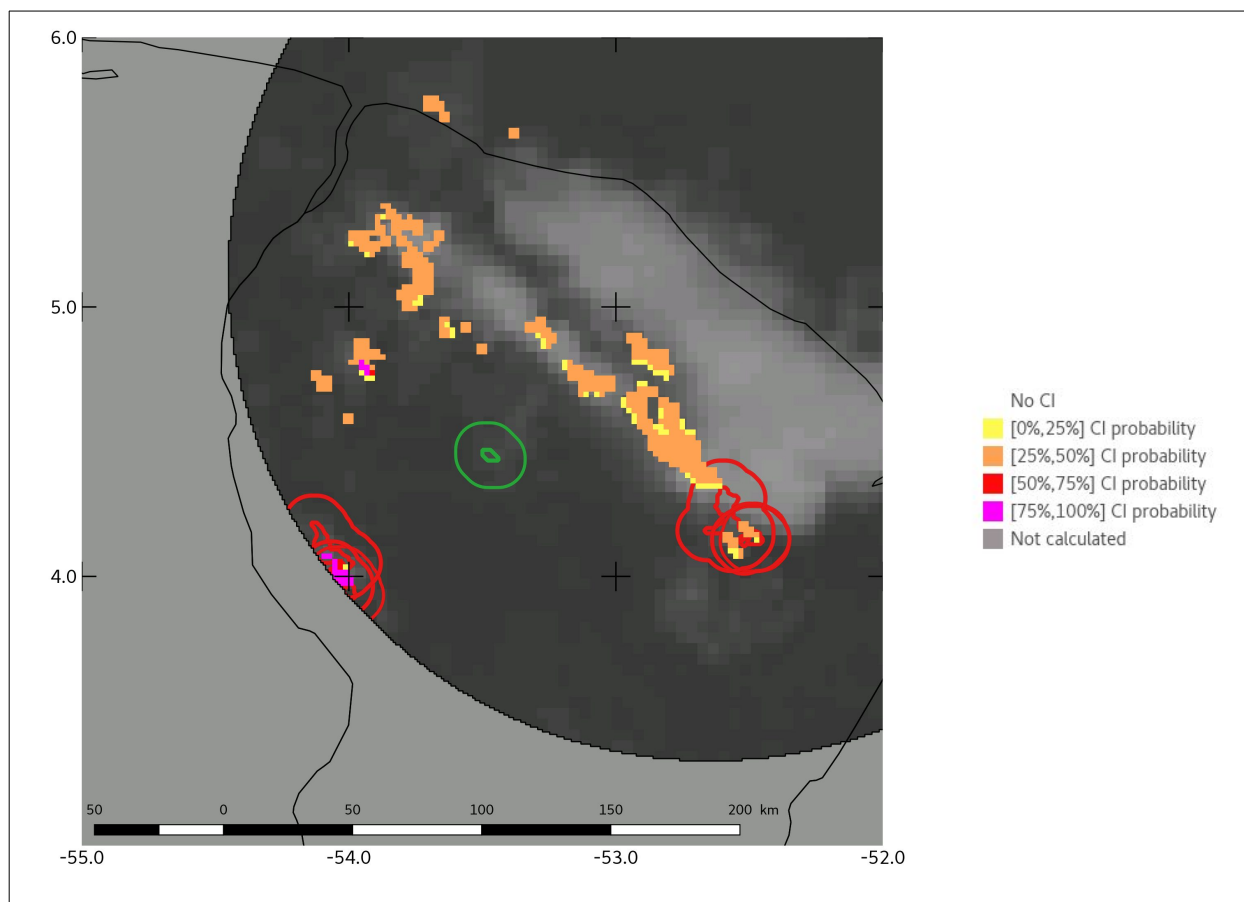 6.0
5.0
4.0
50 0 50 100 150 200 km
-55.0 -54.0 -53.0 -52.0
No CI
[0%,25%] CI probability
[25%,50%] CI probability
[50%,75%] CI probability
[75%,100%] CI probability
Not calculated